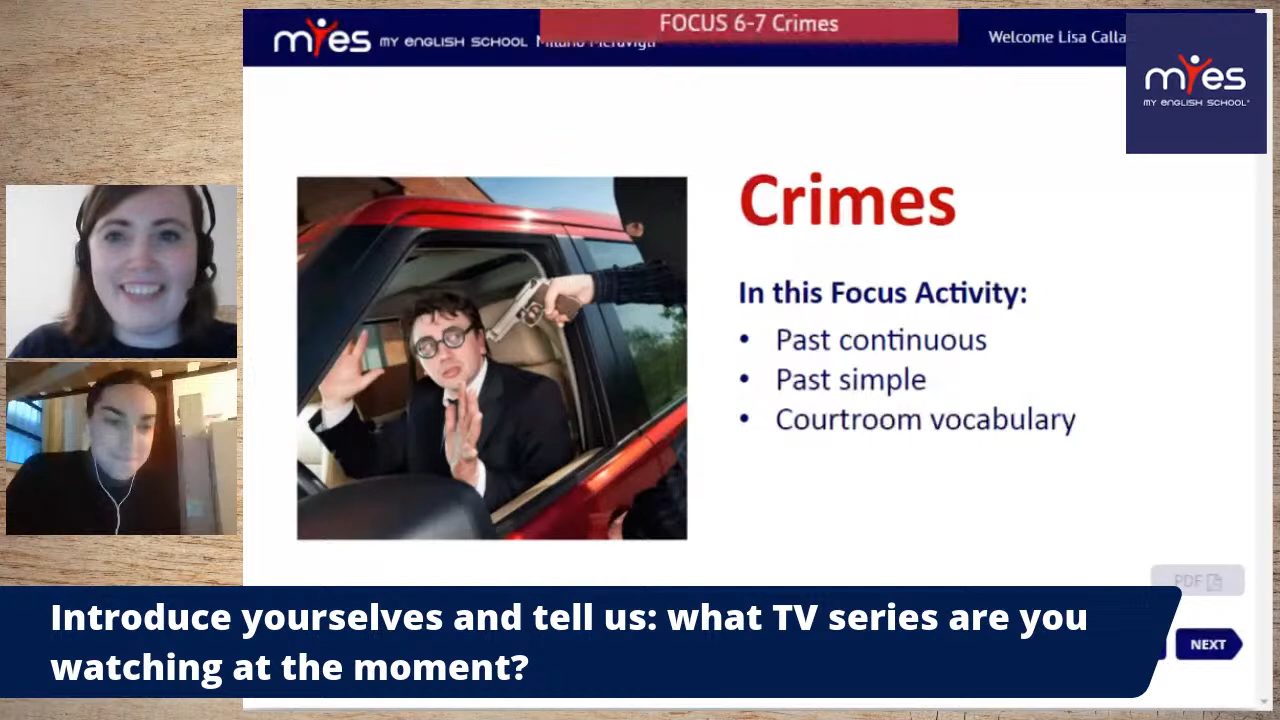 FOCUS 6-7 Crimes
myes MY ENGLISH SCHOOL Milano Meravigli
Welcome Lisa Calla
myes
MY ENGLISH SCHOOL®
Crimes
In this Focus Activity:
• Past continuous
• Past simple
• Courtroom vocabulary
PDF
NEXT
Introduce yourselves and tell us: what TV series are you
watching at the moment?